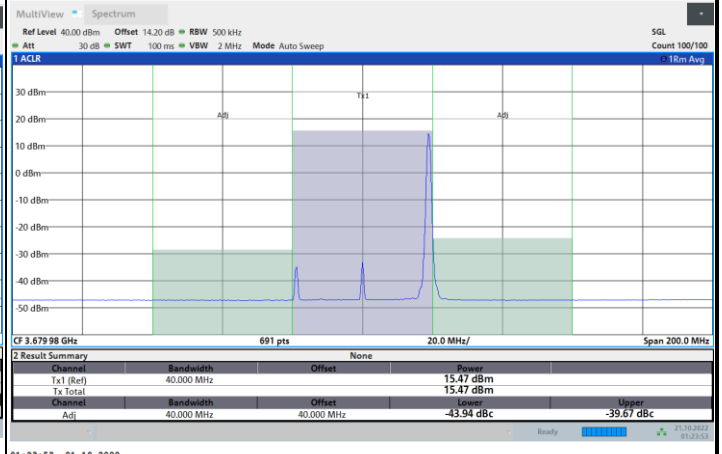 MultiView Spectrum
Ref Level 40.00 dBm Offset 14.20 dB RBW 500 kHz SGL
Att 30 dB SWT 100 ms VBW 2 MHz Mode Auto Sweep Count 100/100
1 ACLR 1Rm Avg
30 dBm
Tx1
20 dBm Adj Adj
10 dBm
0 dBm
-10 dBm
-20 dBm
-30 dBm
-40 dBm
-50 dBm
CF 3.679 98 GHz 691 pts 20.0 MHz/ Span 200.0 MHz
2 Result Summary None
Channel Bandwidth Offset Power
Tx1 (Ref) 40.000 MHz 15.47 dBm
Tx Total 15.47 dBm
Channel Bandwidth Offset Lower Upper
Adj 40.000 MHz 40.000 MHz -43.94 dBc -39.67 dBc
Ready 21.10.2022
01:23:53